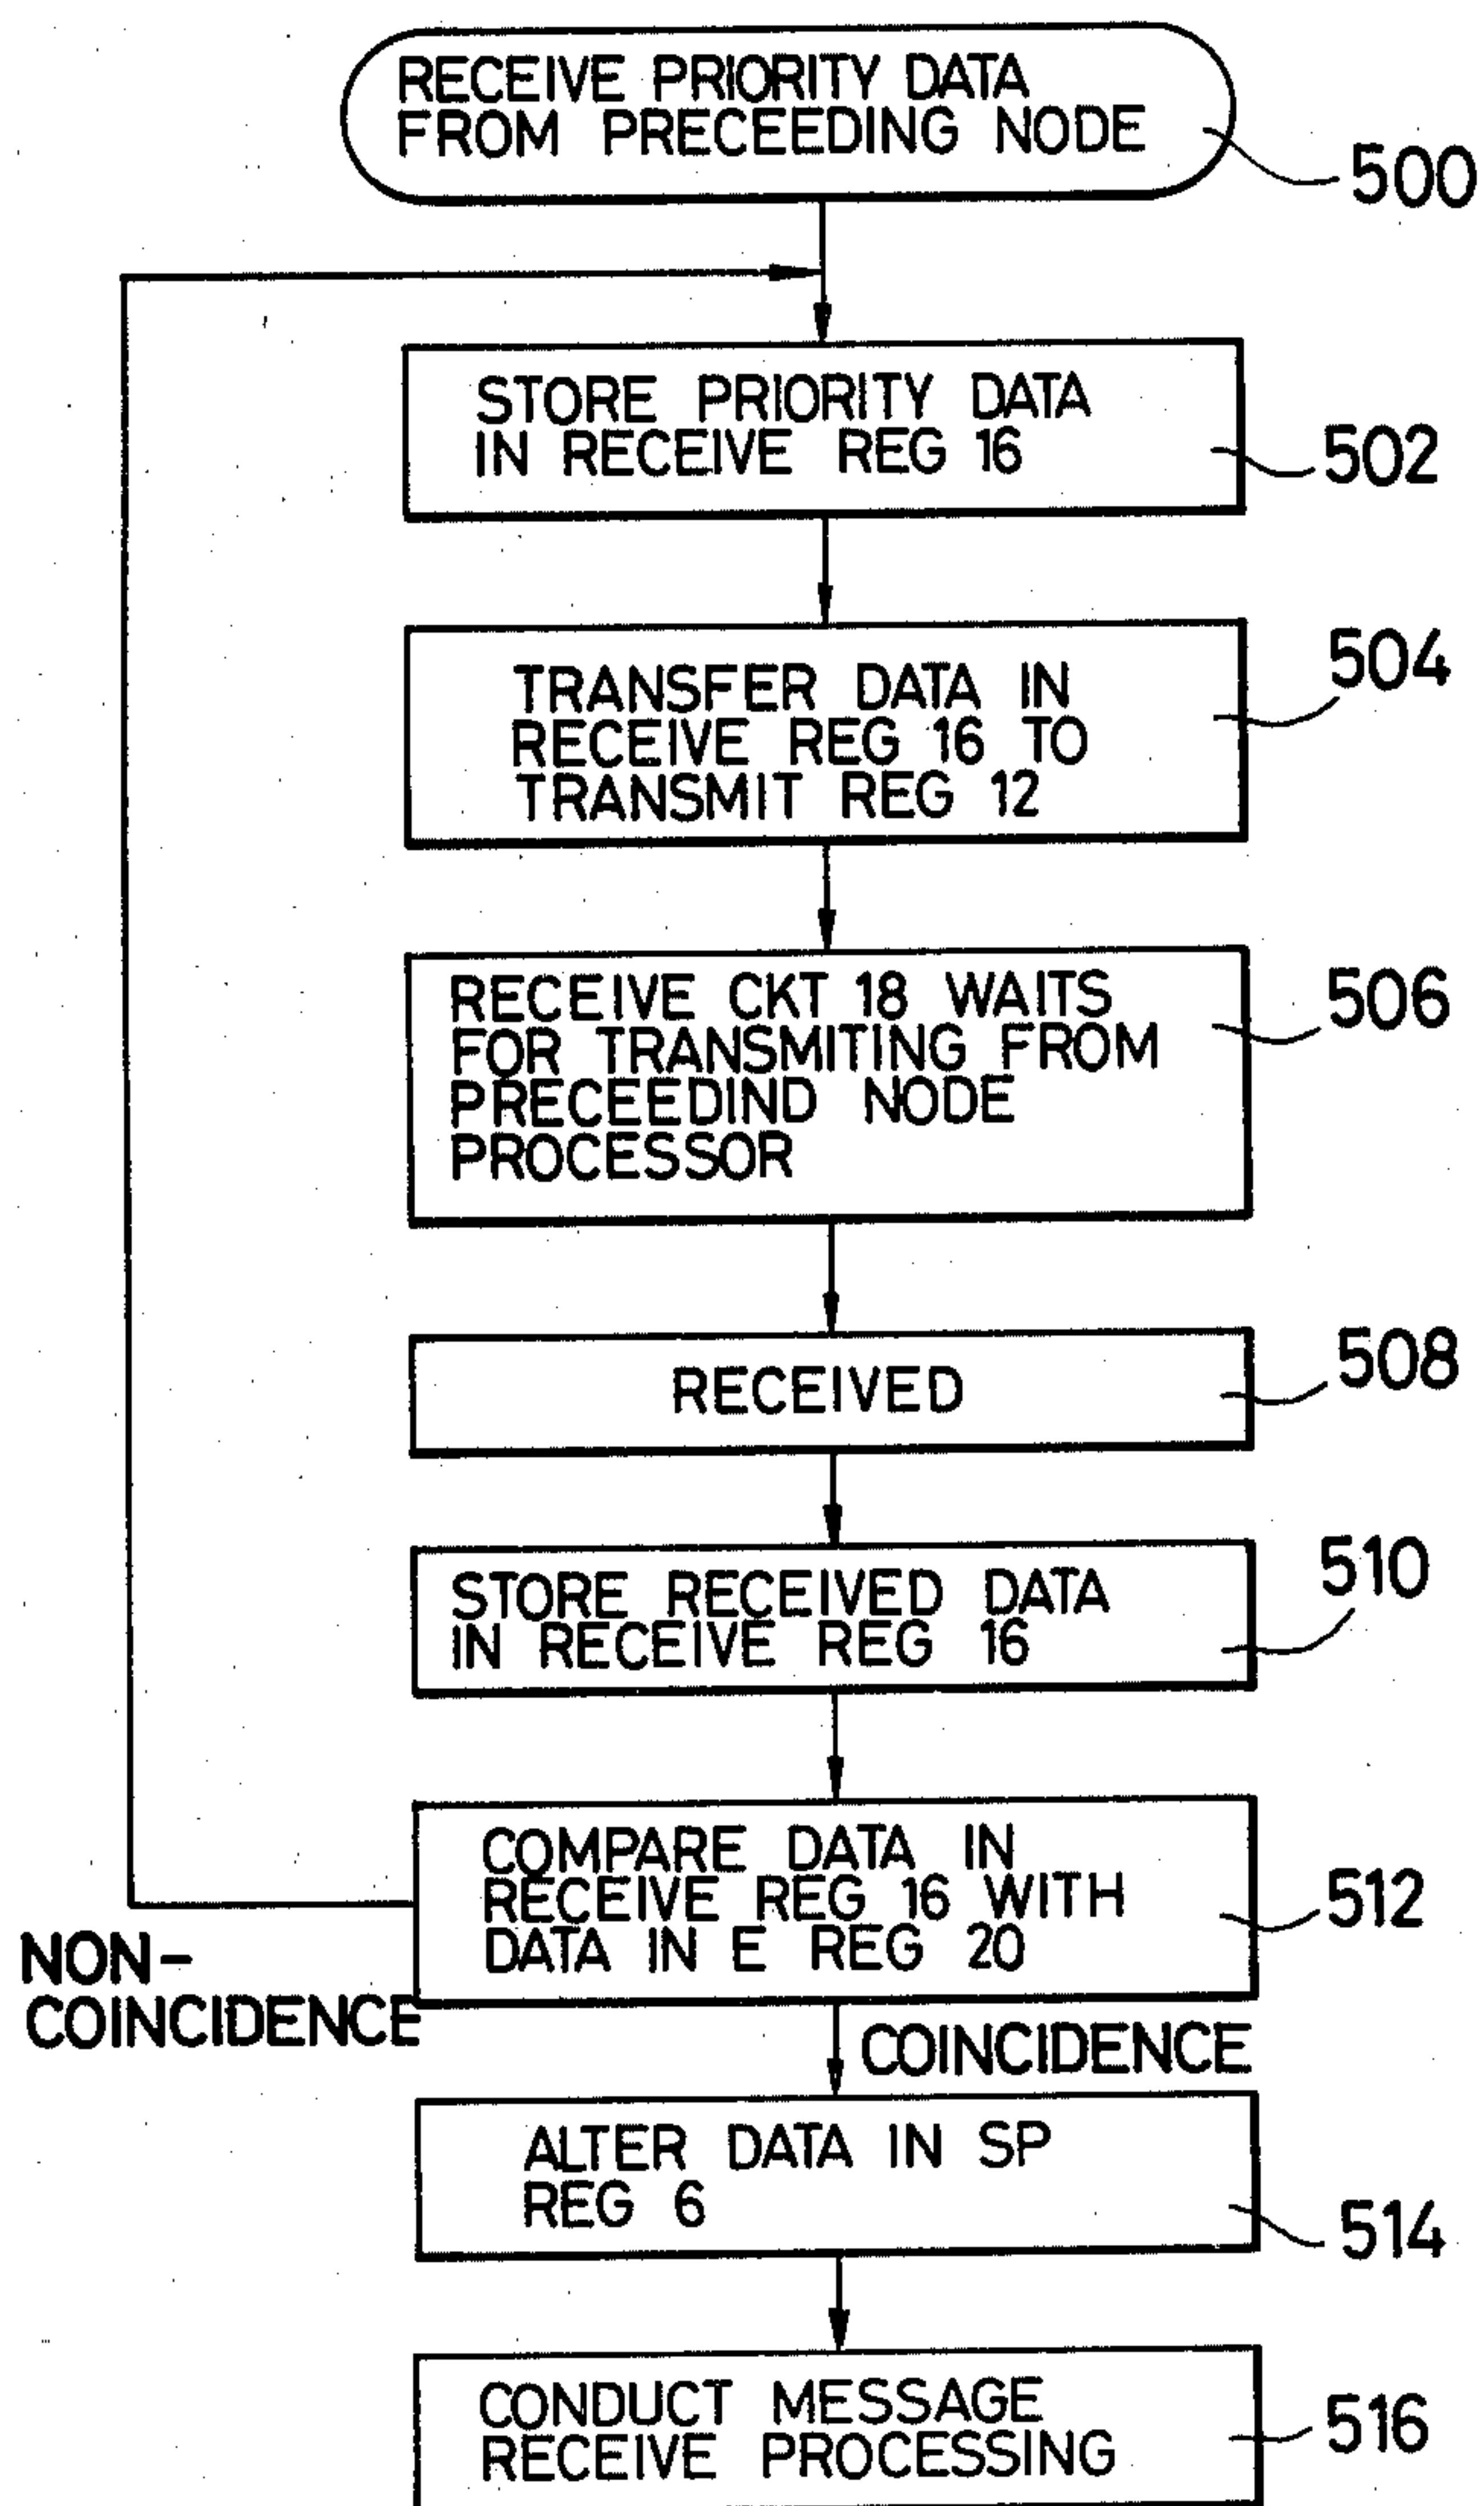 RECEIVE PRIORITY DATA
FROM PRECEEDING NODE
500
STORE PRIORITY DATA
IN RECEIVE REG 16
502
TRANSFER DATA IN
RECEIVE REG 16 TO
TRANSMIT REG 12
504
RECEIVE CKT 18 WAITS
FOR TRANSMITING FROM
PRECEEDIND NODE
PROCESSOR
506
RECEIVED
508
STORE RECEIVED DATA
IN RECEIVE REG 16
510
COMPARE DATA IN
RECEIVE REG 16 WITH
DATA IN E REG 20
512
NON-
COINCIDENCE
COINCIDENCE
ALTER DATA IN SP
REG 6
514
CONDUCT MESSAGE
RECEIVE PROCESSING
516